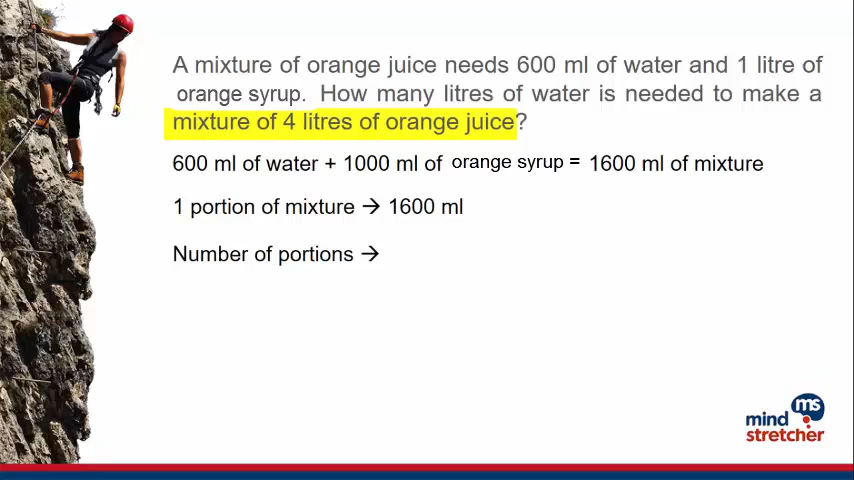 A mixture of orange juice needs 600 ml of water and 1 litre of
orange syrup. How many litres of water is needed to make a
mixture of 4 litres of orange juice?
600 ml of water + 1000 ml of orange syrup = 1600 ml of mixture
1 portion of mixture → 1600 ml
Number of portions →
ms
mind
stretcher